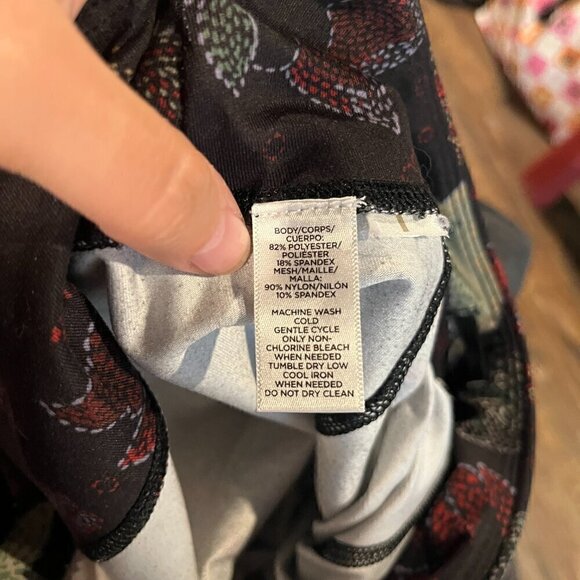 BODY/CORPS/
CUERPO:
82% POLYESTER/
POLIÉSTER
18% SPANDEX
MESH/MAILLE/
MALLA:
90% NYLON/NILÓN
10% SPANDEX
MACHINE WASH
COLD
GENTLE CYCLE
ONLY NON-
CHLORINE BLEACH
WHEN NEEDED
TUMBLE DRY LOW
COOL IRON
WHEN NEEDED
DO NOT DRY CLEAN